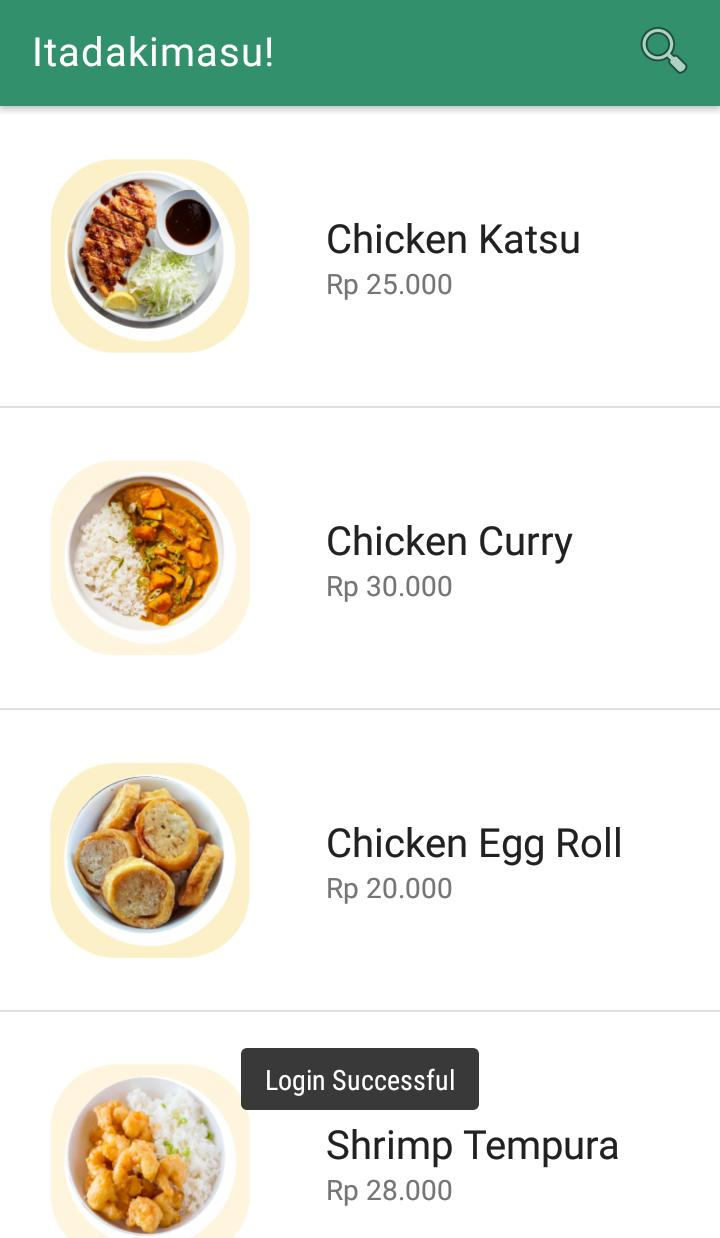 Itadakimasu!
Chicken Katsu
Rp 25.000
Chicken Curry
Rp 30.000
Chicken Egg Roll
Rp 20.000
Login Successful
Shrimp Tempura
Rp 28.000